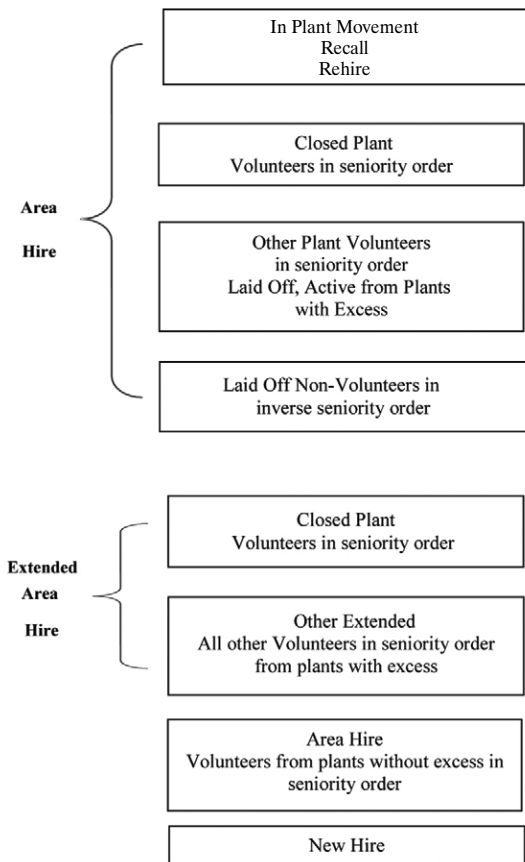 In Plant Movement
Recall
Rehire
Closed Plant
Volunteers in seniority order
Area
Hire
Other Plant Volunteers
in seniority order
Laid Off, Active from Plants
with Excess
Laid Off Non-Volunteers in
inverse seniority order
Closed Plant
Volunteers in seniority order
Extended
Area
Hire
Other Extended
All other Volunteers in seniority order
from plants with excess
Area Hire
Volunteers from plants without excess in
seniority order
New Hire